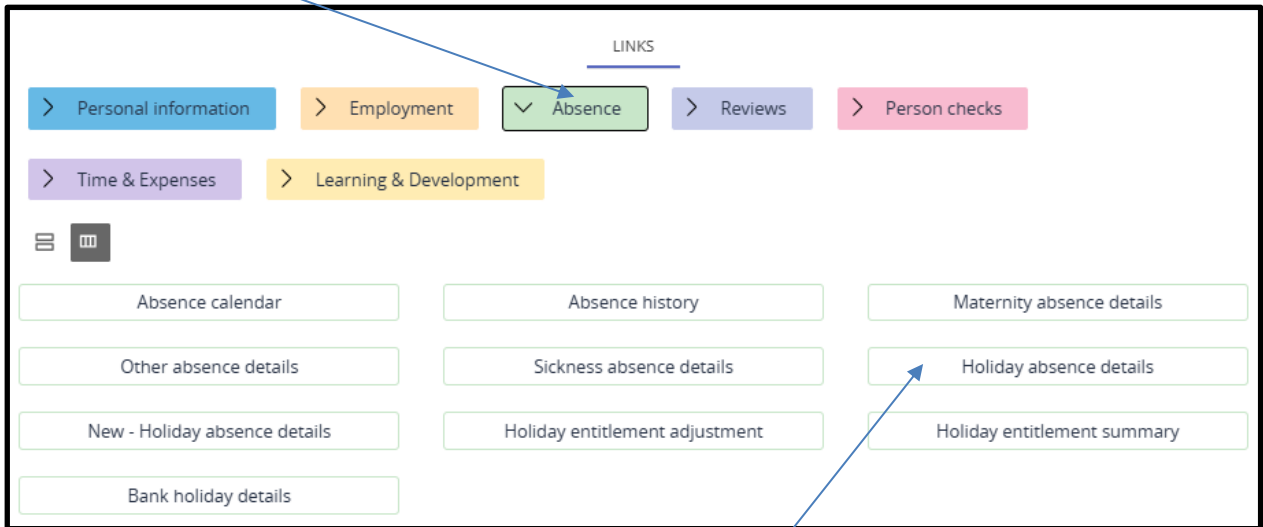 LINKS
Personal information Employment Absence Reviews Person checks
Time & Expenses Learning & Development
Absence calendar Absence history Maternity absence details
Other absence details Sickness absence details Holiday absence details
New - Holiday absence details Holiday entitlement adjustment Holiday entitlement summary
Bank holiday details